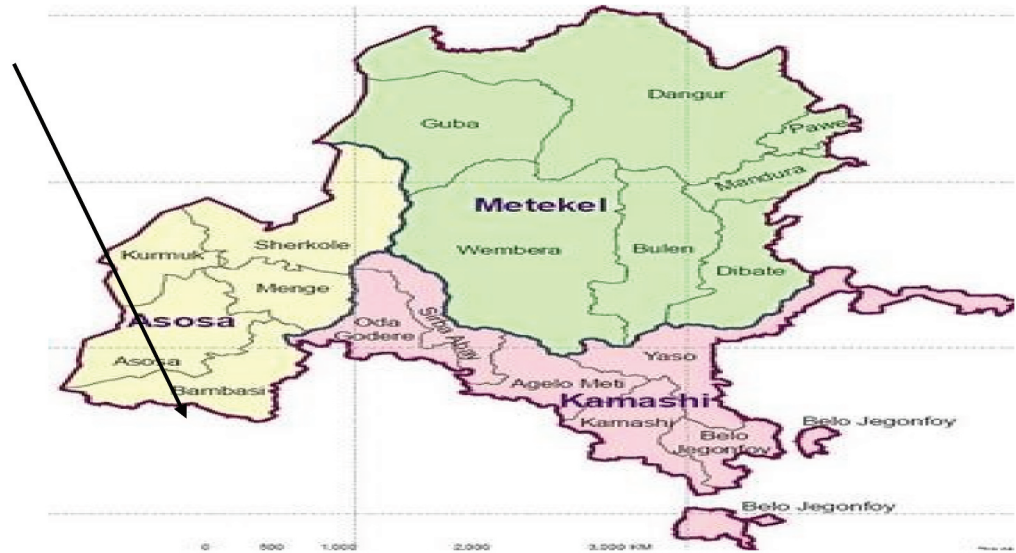 Dangur
Guba
Pawe
Mandura
Metekel
Kurmuk
Sherkole
Wembera
Bulen
Dibate
Menge
Asosa
Oda
Godere
Sirba Abay
Yaso
Asosa
Bambasi
Agelo Meti
Kamashi
Kamashi
Belo
Jegonfoy
Belo Jegonfoy
Belo Jegonfoy
0 500 1,000 2,000 3,000 KM